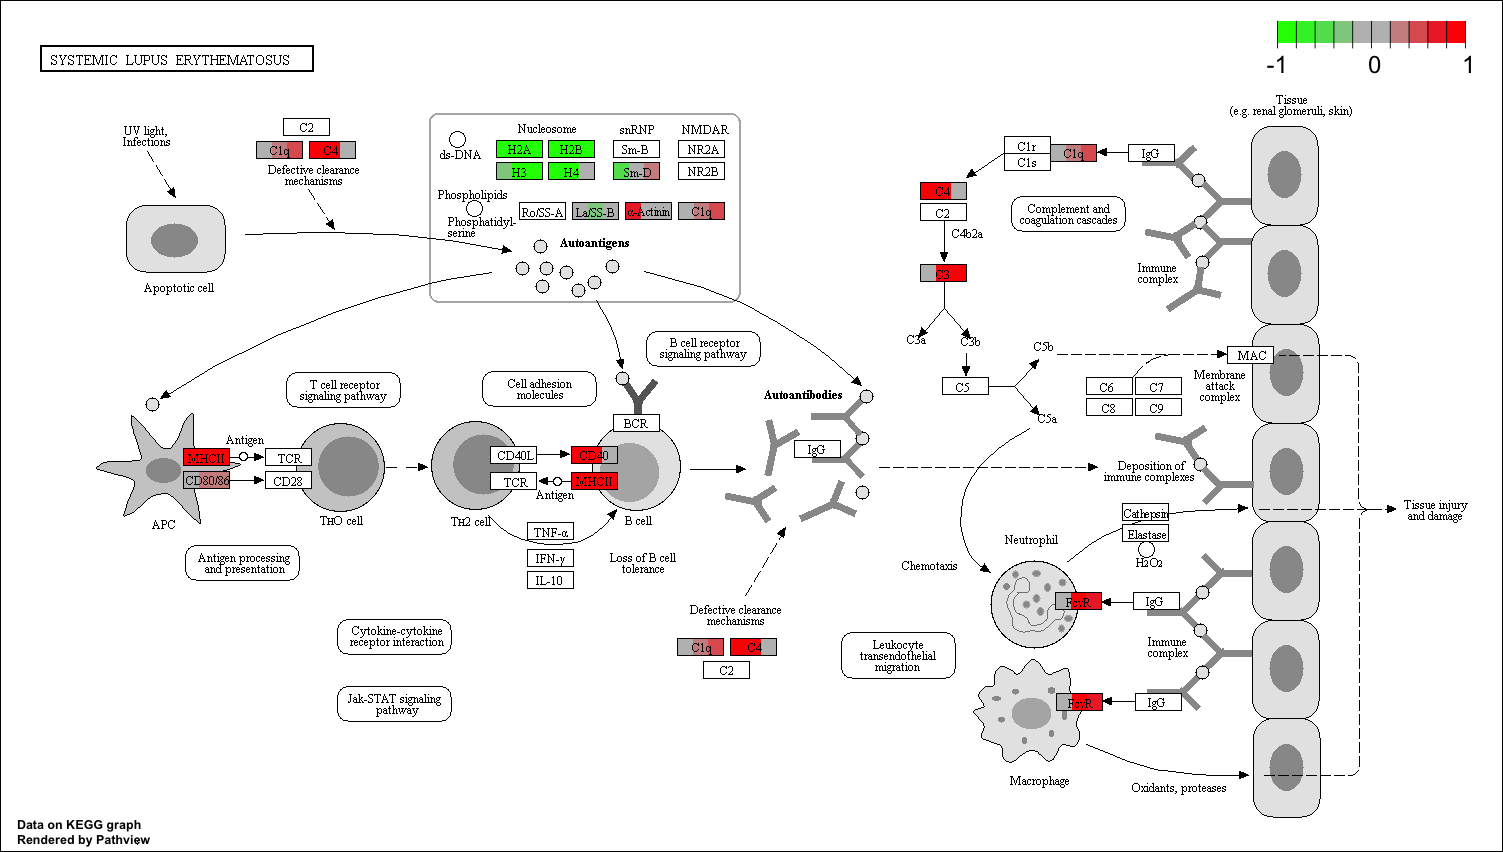 SYSTEMIC LUPUS ERYTHEMATOSUS
-1 0 1
UV light,
Infections
C2
C1q C4
Defective clearance
mechanisms
Apoptotic cell
ds-DNA
Nucleosome
snRNP
NMDAR
H2A H2B Sm-B NR2A
H3 H4 Sm-D NR2B
Phospholipids
Phosphatidyl-
serine
Ro/SS-A La/SS-B α-Actinin C1q
Autoantigens
Tissue
(e.g. renal glomeruli, skin)
C1r
C1s
C1q
IgG
C4
C2
C4b2a
Complement and
coagulation cascades
Immune
complex
C3
C3a
C3b
C5
C5b
C5a
MAC
Membrane
attack
complex
C6 C7
C8 C9
B cell receptor
signaling pathway
T cell receptor
signaling pathway
Cell adhesion
molecules
BCR
Autoantibodies
IgG
Antigen
MHCII
TCR
CD80/86
CD28
APC
TH0 cell
CD40L
CD40
TCR
MHCII
Antigen
TH2 cell
B cell
TNF-α
IFN-γ
IL-10
Loss of B cell
tolerance
Antigen processing
and presentation
Deposition of
immune complexes
Cathepsin
Elastase
H2O2
Tissue injury
and damage
Neutrophil
Chemotaxis
FcγR
IgG
Immune
complex
Defective clearance
mechanisms
C1q C4
C2
Cytokine-cytokine
receptor interaction
Leukocyte
transendothelial
migration
Jak-STAT signaling
pathway
FcγR
IgG
Macrophage
Oxidants, proteases
Data on KEGG graph
Rendered by Pathview